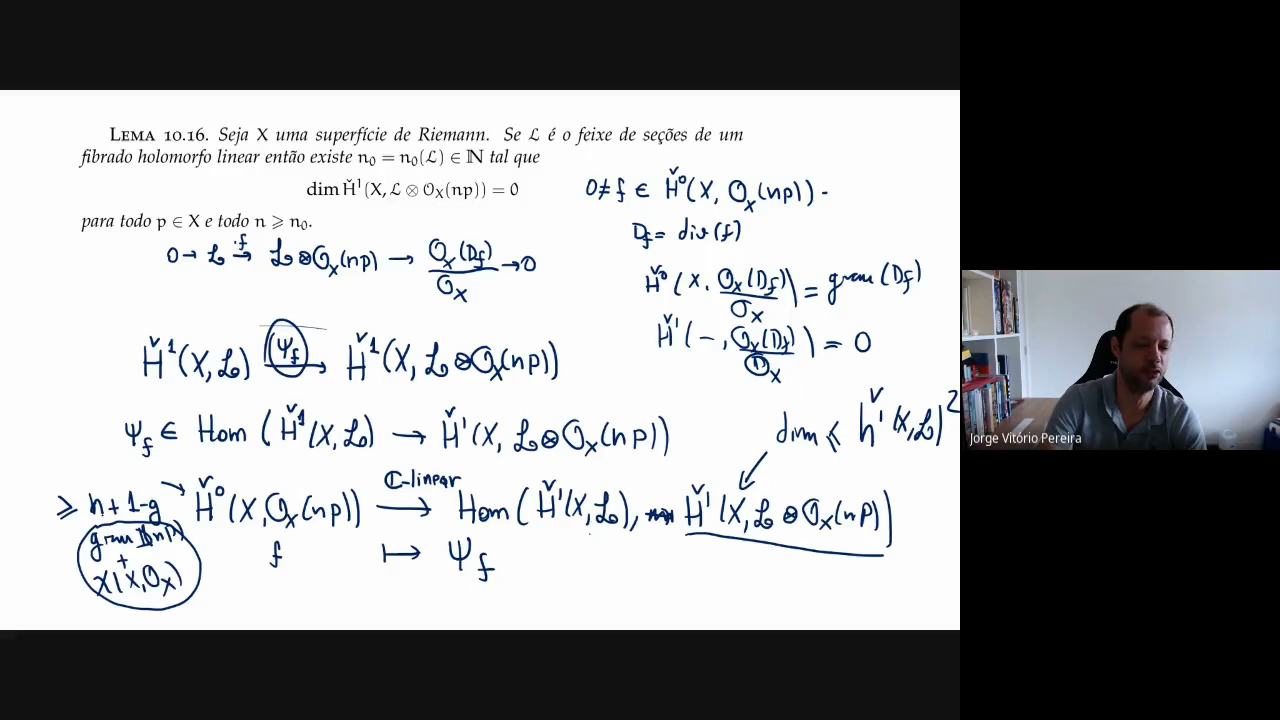 LEMA 10.16. Seja X uma superfície de Riemann. Se ℒ é o feixe de seções de um
fibrado holomorfo linear então existe n₀ = n₀(ℒ) ∈ ℕ tal que
dim Ȟ¹(X, ℒ ⊗ 𝒪_X(np)) = 0
para todo p ∈ X e todo n ⩾ n₀.
0 ≠ f ∈ Ȟ⁰(X, 𝒪_X(np)) -
D_f = div(f)
0 → ℒ →^{·f} ℒ ⊗ 𝒪_X(np) → 𝒪_X(D_f)/𝒪_X → 0
Ȟ⁰(X, 𝒪_X(D_f)/𝒪_X) = grau(D_f)
Ȟ¹(-, 𝒪_X(D_f)/𝒪_X) = 0
Ȟ¹(X, ℒ) →^{Ψ_f} Ȟ¹(X, ℒ ⊗ 𝒪_X(np))
Ψ_f ∈ Hom (Ȟ¹(X, ℒ) → Ȟ¹(X, ℒ ⊗ 𝒪_X(np))
dim ⩽ ȟ¹(X, ℒ)²
⩾ n+1-g → Ȟ⁰(X, 𝒪_X(np)) →^{ℂ-linear} Hom (Ȟ¹(X, ℒ), Ȟ¹(X, ℒ ⊗ 𝒪_X(np))
+
χ(X, 𝒪_X)
f ↦ Ψ_f
Jorge Vitório Pereira